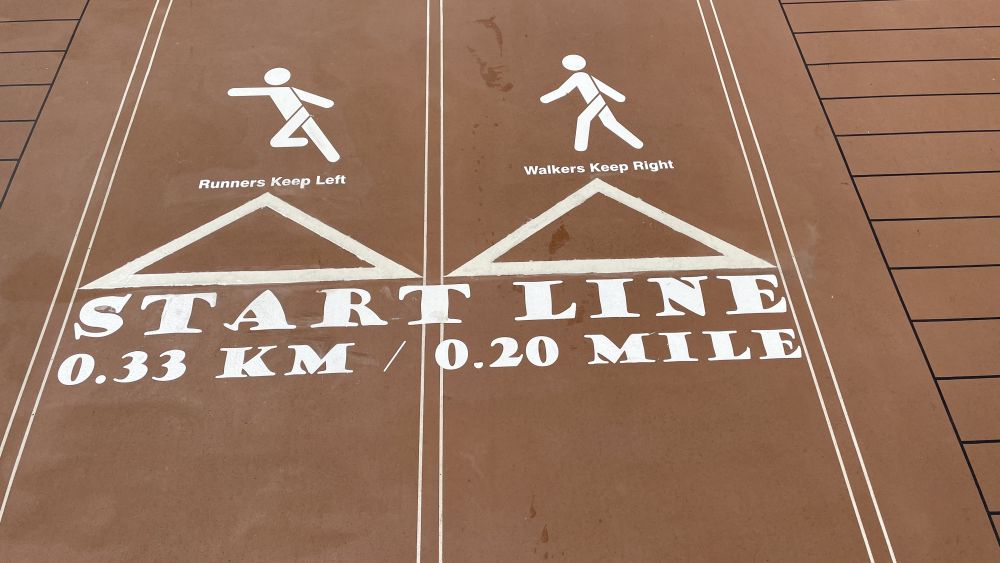 Runners Keep Left
Walkers Keep Right
START LINE
0.33 KM / 0.20 MILE